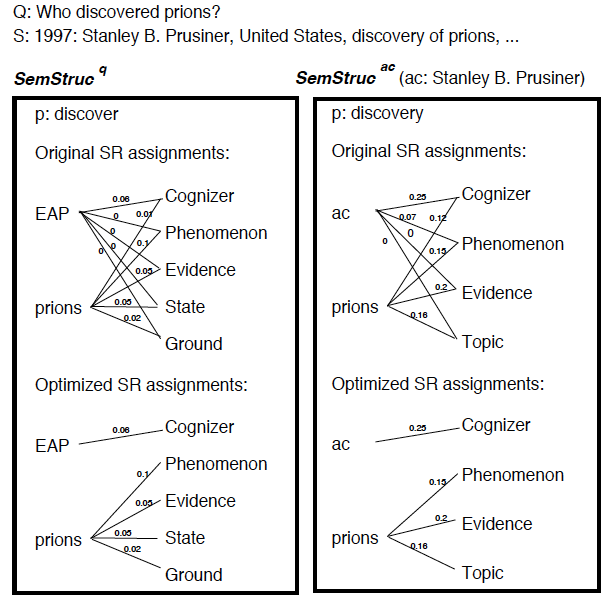 Q: Who discovered prions?
S: 1997: Stanley B. Prusiner, United States, discovery of prions, ...
SemStruc q
SemStruc ac (ac: Stanley B. Prusiner)
p: discover
Original SR assignments:
EAP
prions
0.06
0
0.01
0
0
0.1
0
0.05
0.05
0.02
Cognizer
Phenomenon
Evidence
State
Ground
Optimized SR assignments:
EAP
prions
0.06
0.1
0.05
0.05
0.02
Cognizer
Phenomenon
Evidence
State
Ground
p: discovery
Original SR assignments:
ac
prions
0.25
0.07
0.12
0
0
0.15
0.2
0.16
Cognizer
Phenomenon
Evidence
Topic
Optimized SR assignments:
ac
prions
0.25
0.15
0.2
0.16
Cognizer
Phenomenon
Evidence
Topic